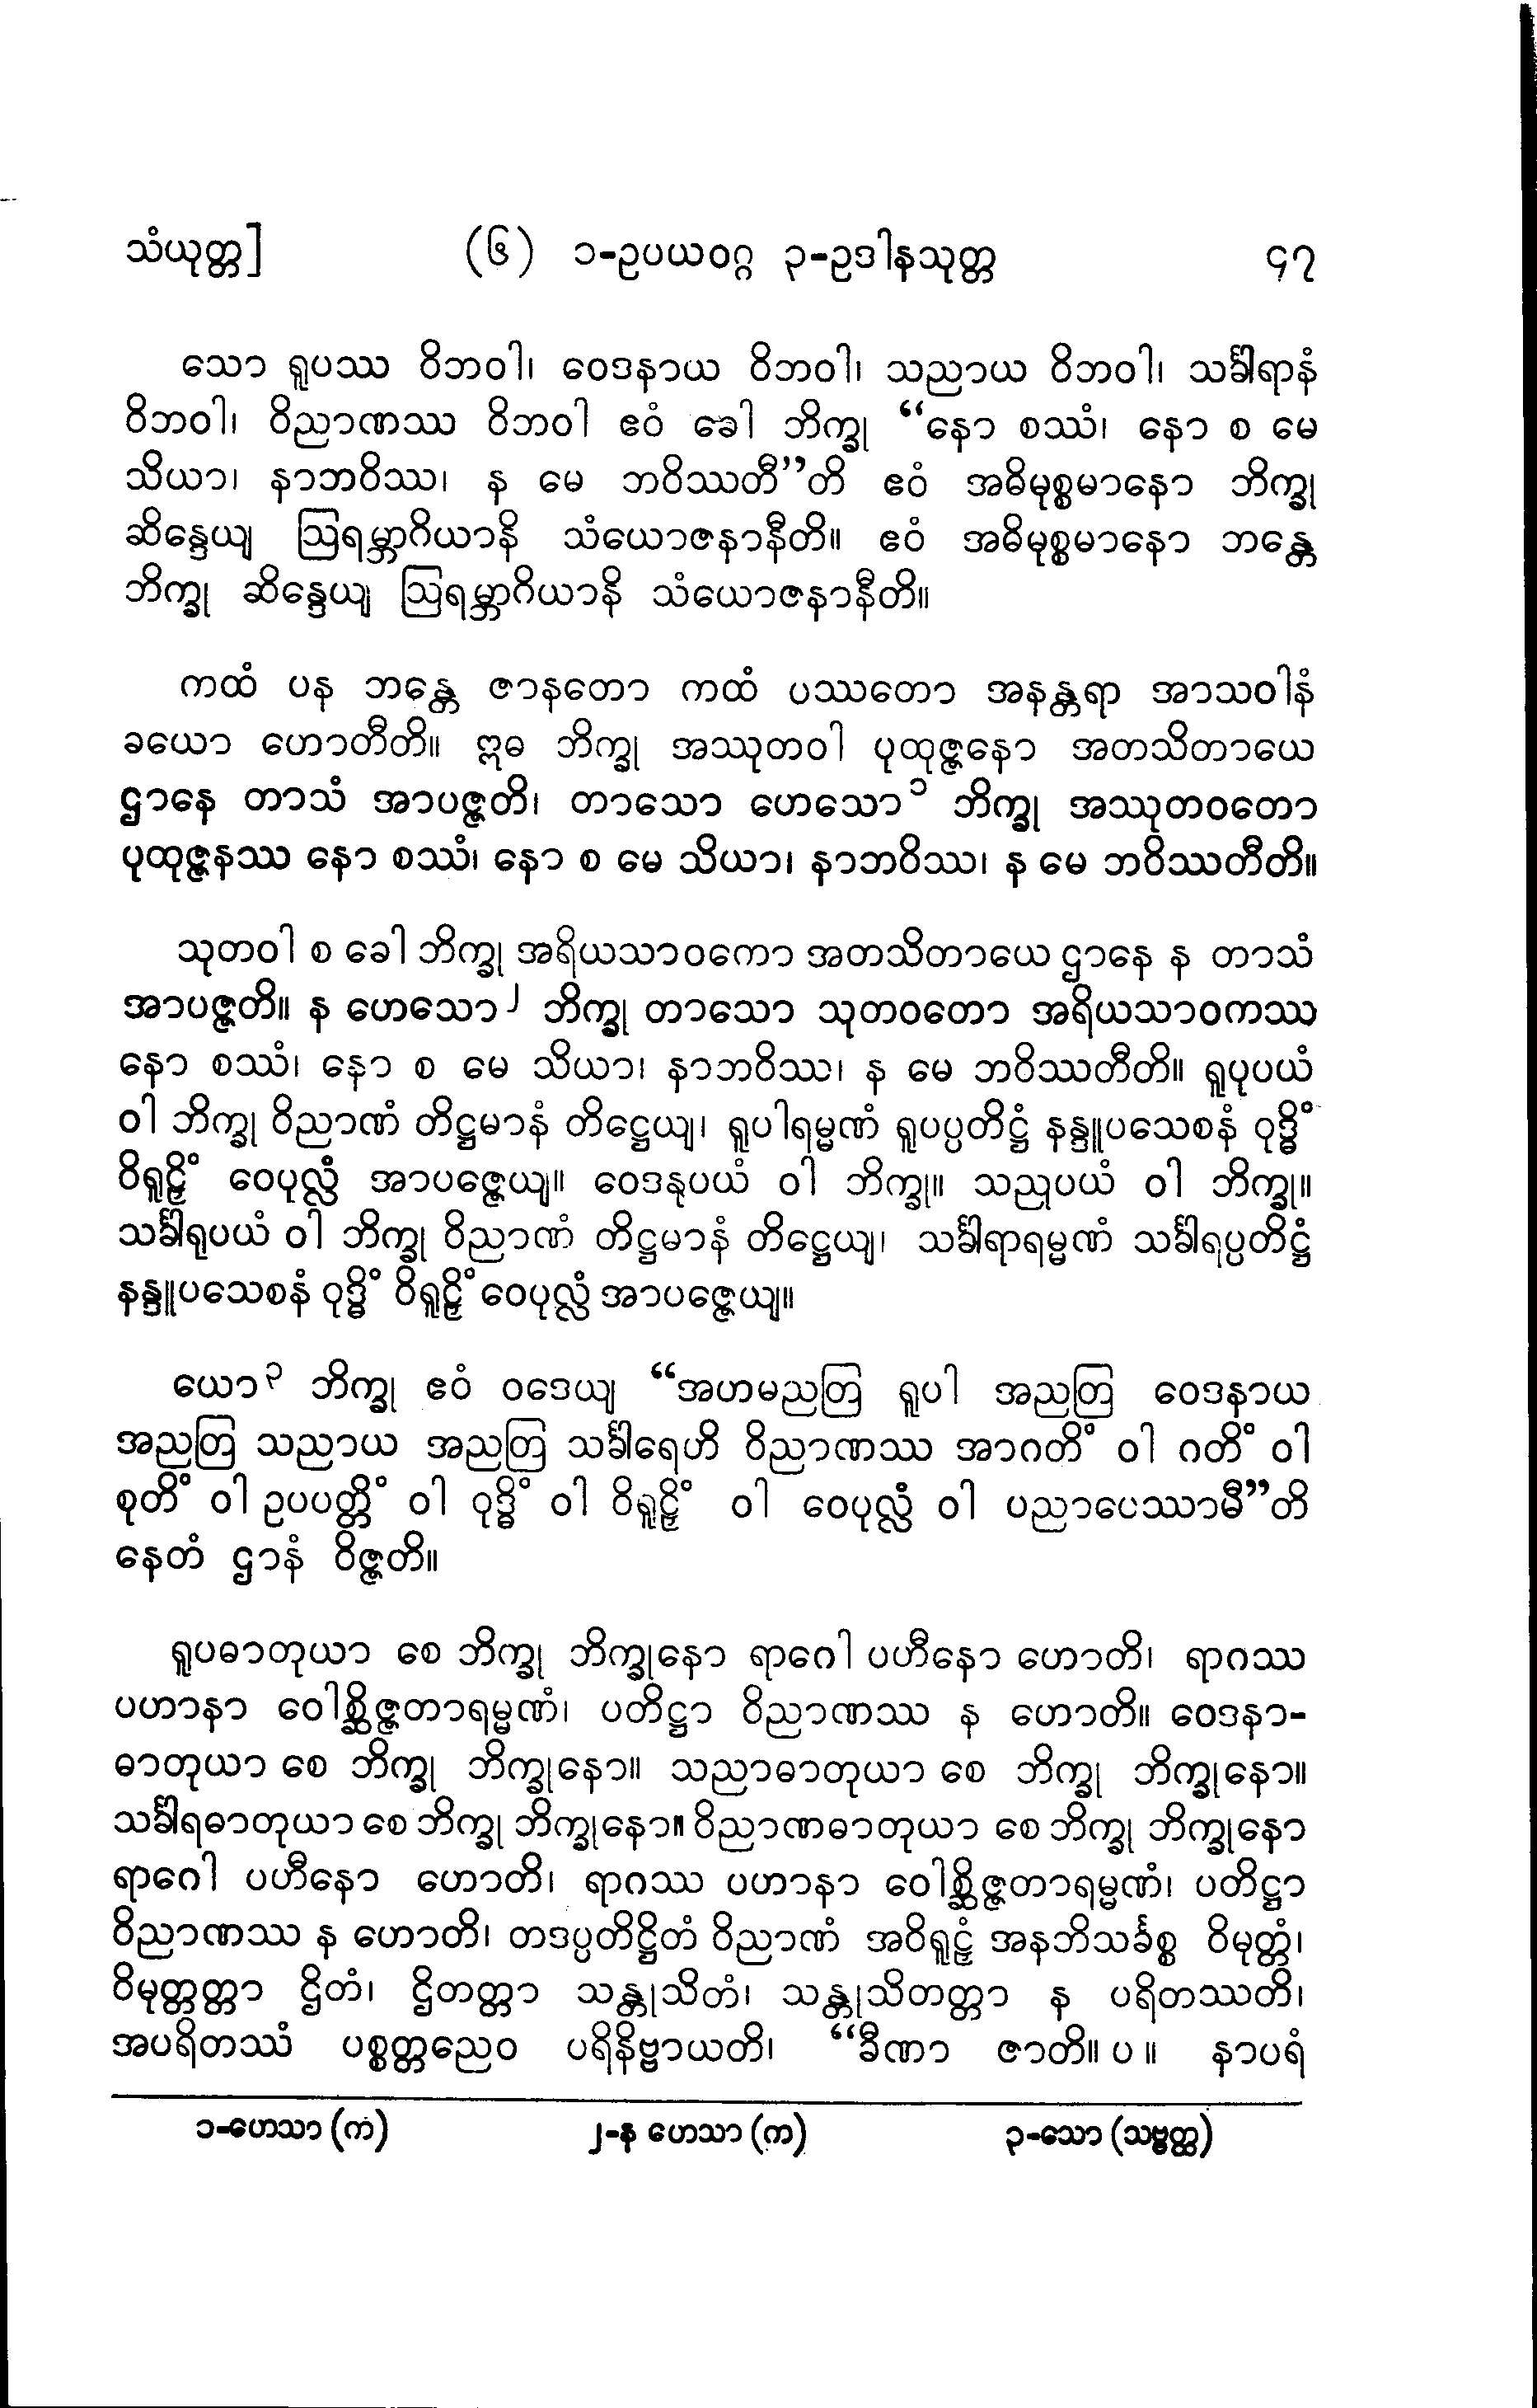 သံယုတ္တ] (၆) ၁-ဥပယဝဂ္ဂ ၃-ဥဒါနသုတ္တ ၄၇
သော ရူပဿ ဝိဘဝါ၊ ဝေဒနာယ ဝိဘဝါ၊ သညာယ ဝိဘဝါ၊ သင်္ခါရာနံ
ဝိဘဝါ၊ ဝိညာဏဿ ဝိဘဝါ ဧဝံ ခေါ ဘိက္ခု “နော စဿံ၊ နော စ မေ
သိယာ၊ နာဘဝိဿ၊ န မေ ဘဝိဿတီ”တိ ဧဝံ အဓိမုစ္စမာနော ဘိက္ခု
ဆိန္ဒေယျ ဩရမ္ဘာဂိယာနိ သံယောဇနာနီတိ။ ဧဝံ အဓိမုစ္စမာနော ဘန္တေ
ဘိက္ခု ဆိန္ဒေယျ ဩရမ္ဘာဂိယာနိ သံယောဇနာနီတိ။
ကထံ ပန ဘန္တေ ဇာနတော ကထံ ပဿတော အနန္တရာ အာသဝါနံ
ခယော ဟောတီတိ။ ဣဓ ဘိက္ခု အဿုတဝါ ပုထုဇ္ဇနော အတသိတာယေ
ဌာနေ တာသံ အာပဇ္ဇတိ၊ တာသော ဟေသော၁ ဘိက္ခု အဿုတဝတော
ပုထုဇ္ဇနဿ နော စဿံ၊ နော စ မေ သိယာ၊ နာဘဝိဿ၊ န မေ ဘဝိဿတီတိ။
သုတဝါ စ ခေါ ဘိက္ခု အရိယသာဝကော အတသိတာယေ ဌာနေ န တာသံ
အာပဇ္ဇတိ။ န ဟေသော၂ ဘိက္ခု တာသော သုတဝတော အရိယသာဝကဿ
နော စဿံ၊ နော စ မေ သိယာ၊ နာဘဝိဿ၊ န မေ ဘဝိဿတီတိ။ ရူပုပယံ
ဝါ ဘိက္ခု ဝိညာဏံ တိဋ္ဌမာနံ တိဋ္ဌေယျ၊ ရူပါရမ္မဏံ ရူပပ္ပတိဋ္ဌံ နန္ဒူပသေစနံ ဝုဒ္ဓိံ
ဝိရူဠှိံ ဝေပုလ္လံ အာပဇ္ဇေယျ။ ဝေဒနုပယံ ဝါ ဘိက္ခု။ သညုပယံ ဝါ ဘိက္ခု။
သင်္ခါရုပယံ ဝါ ဘိက္ခု ဝိညာဏံ တိဋ္ဌမာနံ တိဋ္ဌေယျ၊ သင်္ခါရာရမ္မဏံ သင်္ခါရပ္ပတိဋ္ဌံ
နန္ဒူပသေစနံ ဝုဒ္ဓိံ ဝိရူဠှိံ ဝေပုလ္လံ အာပဇ္ဇေယျ။
ယော၃ ဘိက္ခု ဧဝံ ဝဒေယျ “အဟမညတြ ရူပါ အညတြ ဝေဒနာယ
အညတြ သညာယ အညတြ သင်္ခါရေဟိ ဝိညာဏဿ အာဂတိံ ဝါ ဂတိံ ဝါ
စုတိံ ဝါ ဥပပတ္တိံ ဝါ ဝုဒ္ဓိံ ဝါ ဝိရူဠှိံ ဝါ ဝေပုလ္လံ ဝါ ပညာပေဿာမီ”တိ
နေတံ ဌာနံ ဝိဇ္ဇတိ။
ရူပဓာတုယာ စေ ဘိက္ခု ဘိက္ခုနော ရာဂေါ ပဟီနော ဟောတိ၊ ရာဂဿ
ပဟာနာ ဝေါစ္ဆိဇ္ဇတာရမ္မဏံ၊ ပတိဋ္ဌာ ဝိညာဏဿ န ဟောတိ။ ဝေဒနာ-
ဓာတုယာ စေ ဘိက္ခု ဘိက္ခုနော။ သညာဓာတုယာ စေ ဘိက္ခု ဘိက္ခုနော။
သင်္ခါရဓာတုယာ စေ ဘိက္ခု ဘိက္ခုနော။ ဝိညာဏဓာတုယာ စေ ဘိက္ခု ဘိက္ခုနော
ရာဂေါ ပဟီနော ဟောတိ၊ ရာဂဿ ပဟာနာ ဝေါစ္ဆိဇ္ဇတာရမ္မဏံ၊ ပတိဋ္ဌာ
ဝိညာဏဿ န ဟောတိ၊ တဒပ္ပတိဋ္ဌိတံ ဝိညာဏံ အဝိရူဠှံ အနဘိသင်္ခစ္စ ဝိမုတ္တံ၊
ဝိမုတ္တတ္တာ ဌိတံ၊ ဌိတတ္တာ သန္တုသိတံ၊ သန္တုသိတတ္တာ န ပရိတဿတိ၊
အပရိတဿံ ပစ္စတ္တညေဝ ပရိနိဗ္ဗာယတိ၊ “ခီဏာ ဇာတိ။ ပ ။ နာပရံ
၁-ဟေသာ (ကံ) ၂-န ဟေသာ (က) ၃-သော (သဗ္ဗတ္ထ)